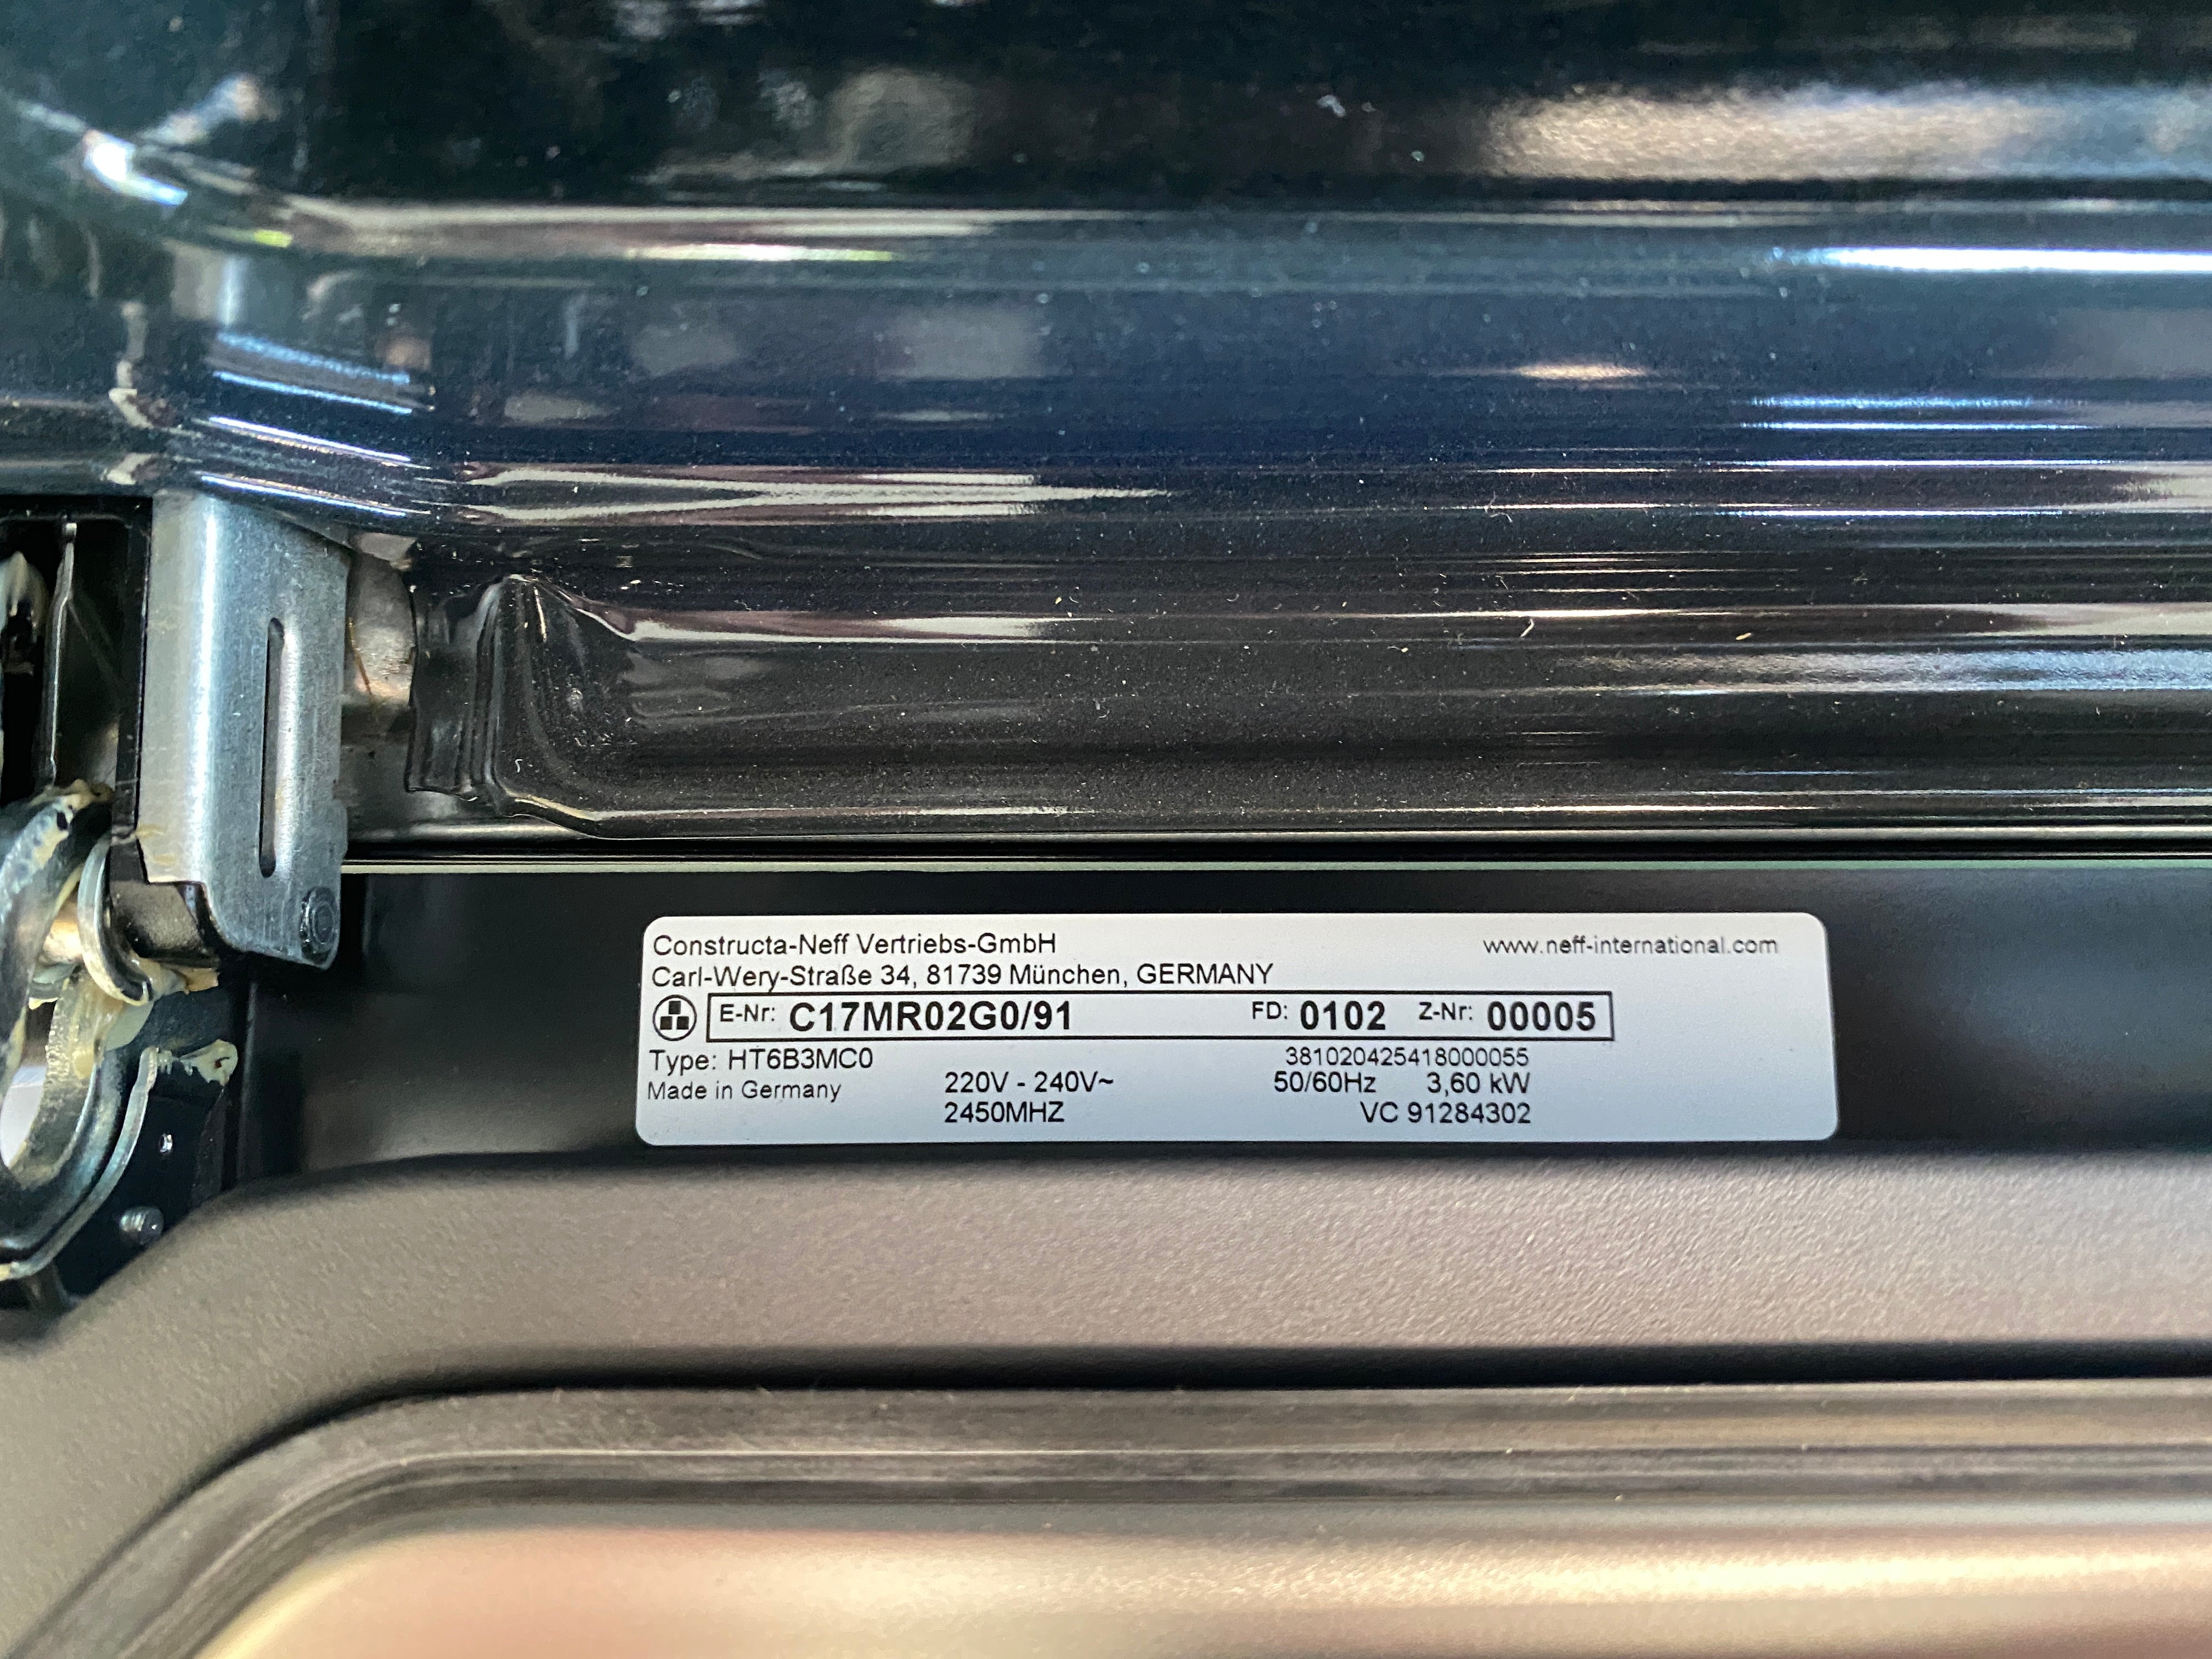 Constructa-Neff Vertriebs-GmbH www.neff-international.com
Carl-Wery-Straße 34, 81739 München, GERMANY
E-Nr: C17MR02G0/91 FD: 0102 Z-Nr: 00005
Type: HT6B3MC0 381020425418000055
Made in Germany 220V - 240V~ 50/60Hz 3,60 kW
2450MHZ VC 91284302